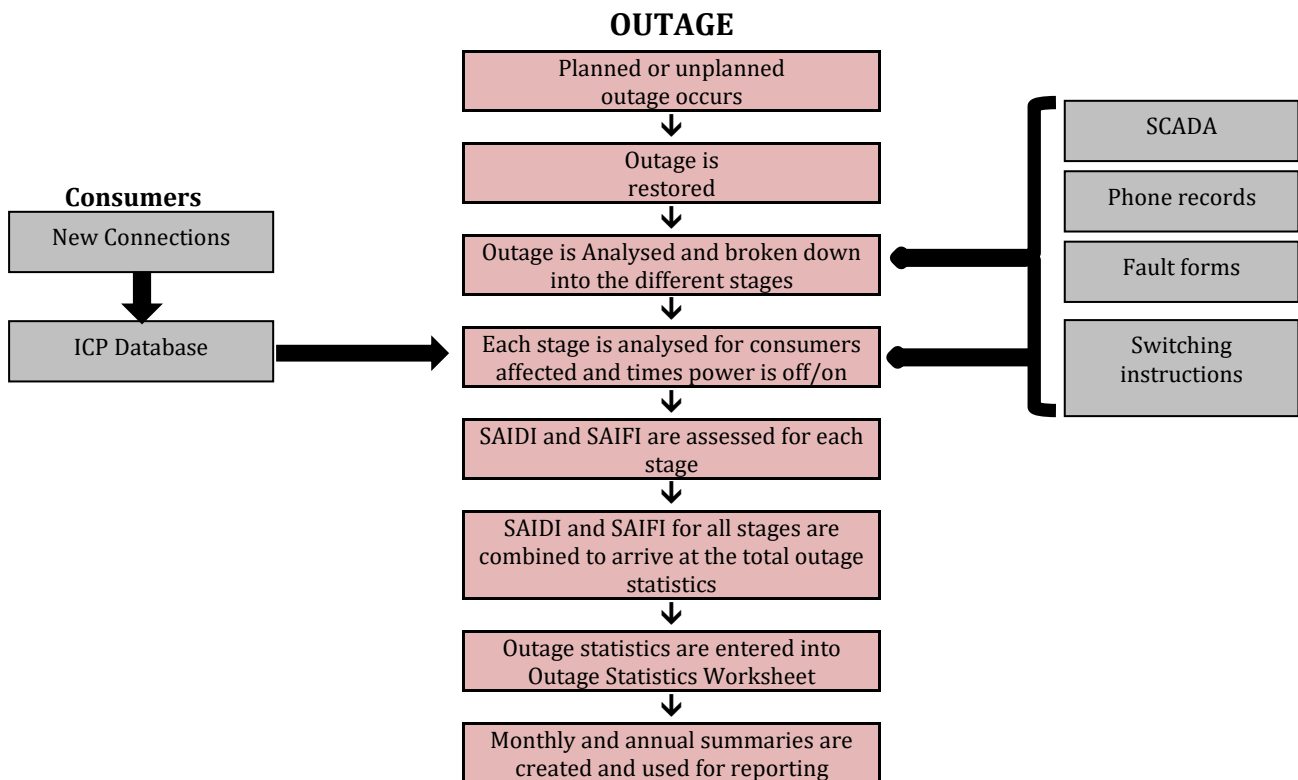 OUTAGE
Planned or unplanned
outage occurs
Outage is
restored
Outage is Analysed and broken down
into the different stages
Each stage is analysed for consumers
affected and times power is off/on
SAIDI and SAIFI are assessed for each
stage
SAIDI and SAIFI for all stages are
combined to arrive at the total outage
statistics
Outage statistics are entered into
Outage Statistics Worksheet
Monthly and annual summaries are
created and used for reporting
Consumers
New Connections
ICP Database
SCADA
Phone records
Fault forms
Switching
instructions